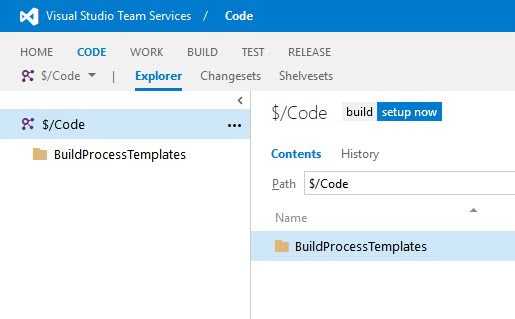 Visual Studio Team Services / Code
HOME CODE WORK BUILD TEST RELEASE
$/Code | Explorer Changesets Shelvesets
$/Code ...
BuildProcessTemplates
$/Code build setup now
Contents History
Path $/Code
Name
BuildProcessTemplates